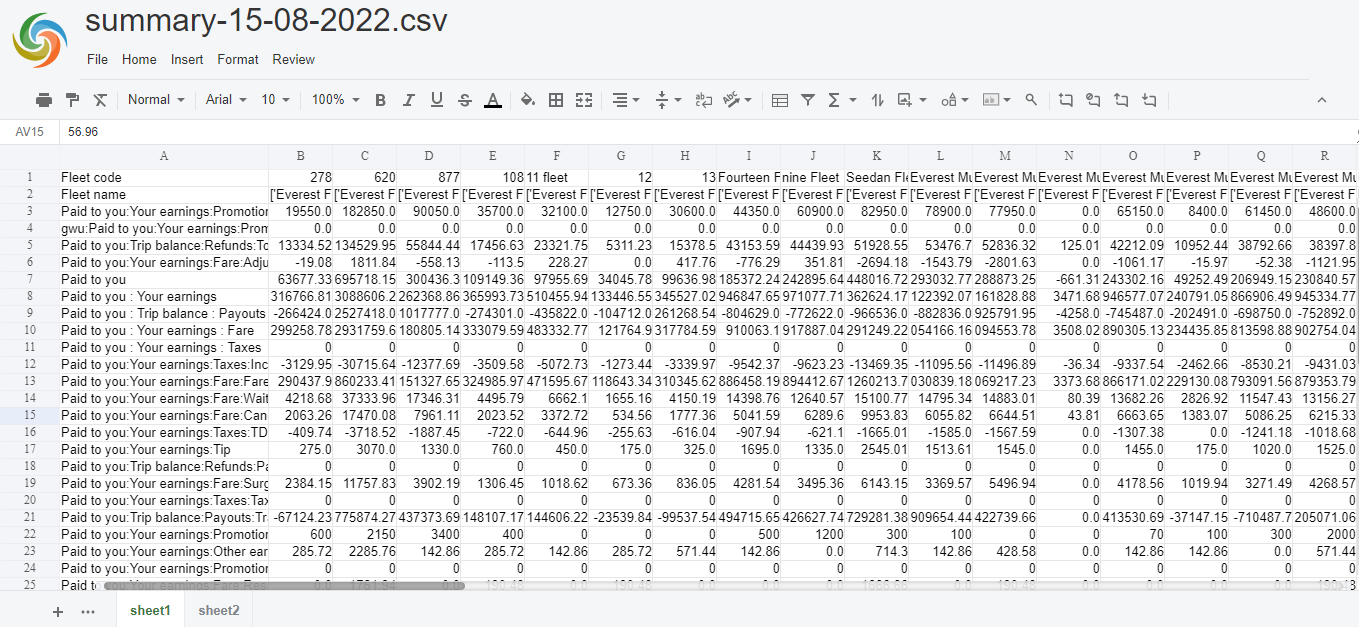 summary-15-08-2022.csv
File Home Insert Format Review
Normal Arial 10 100% B I U S A
AV15 56.96
A B C D E F G H I J K L M N O P Q R
1 Fleet code 278 620 877 108 11 fleet 12 13 Fourteen F nine Fleet Seedan Fl Everest Mu Everest Mu Everest Mu Everest Mu Everest Mu Everest Mu Everest Mu
2 Fleet name ['Everest F ['Everest F ['Everest F ['Everest F ['Everest F ['Everest F ['Everest F ['Everest F ['Everest F ['Everest F ['Everest F ['Everest F ['Everest F ['Everest F ['Everest F ['Everest F ['Everest F
3 Paid to you:Your earnings:Promotion 19550.0 182850.0 90050.0 35700.0 32100.0 12750.0 30600.0 44350.0 60900.0 82950.0 78900.0 77950.0 0.0 65150.0 8400.0 61450.0 48600.0
4 gwu:Paid to you:Your earnings:Prom 0.0 0.0 0.0 0.0 0.0 0.0 0.0 0.0 0.0 0.0 0.0 0.0 0.0 0.0 0.0 0.0 0.0
5 Paid to you:Trip balance:Refunds:To 13334.52 134529.95 55844.44 17456.63 23321.75 5311.23 15378.5 43153.59 44439.93 51928.55 53476.7 52836.32 125.01 42212.09 10952.44 38792.66 38397.8
6 Paid to you:Your earnings:Fare:Adju -19.08 1811.84 -558.13 -113.5 228.27 0.0 417.76 -776.29 351.81 -2694.18 -1543.79 -2801.63 0.0 -1061.17 -15.97 -52.38 -1121.95
7 Paid to you 63677.33 695718.15 300436.3 109149.36 97955.69 34045.78 99636.98 185372.24 242895.64 448016.72 293032.77 288873.25 -661.31 243302.16 49252.49 206949.15 230840.57
8 Paid to you : Your earnings 316766.81 3088606.2 262368.86 365993.73 510455.94 133446.55 345527.02 946847.65 971077.71 362624.17 122392.07 161828.88 3471.68 946577.07 240791.05 866906.49 945334.77
9 Paid to you : Trip balance : Payouts -266424.0 2527418.0 1017777.0 -274301.0 -435822.0 -104712.0 261268.54 -804629.0 -772622.0 -966536.0 -882836.0 925791.95 -4258.0 -745487.0 -202491.0 -698750.0 -752892.0
10 Paid to you : Your earnings : Fare 299258.78 2931759.6 180805.14 333079.59 483332.77 121764.9 317784.59 910063.1 917887.04 291249.22 054166.16 094553.78 3508.02 890305.13 234435.85 813598.88 902754.04
11 Paid to you : Your earnings : Taxes 0 0 0 0 0 0 0 0 0 0 0 0 0 0 0 0 0
12 Paid to you:Your earnings:Taxes:Inc -3129.95 -30715.64 -12377.69 -3509.58 -5072.73 -1273.44 -3339.97 -9542.37 -9623.23 -13469.35 -11095.56 -11496.89 -36.34 -9337.54 -2462.66 -8530.21 -9431.03
13 Paid to you:Your earnings:Fare:Fare 290437.9 860233.41 151327.65 324985.97 471595.67 118643.34 310345.62 886458.19 894412.67 1260213.7 030839.18 069217.23 3373.68 866171.02 229130.08 793091.56 879353.79
14 Paid to you:Your earnings:Fare:Wait 4218.68 37333.96 17346.31 4495.79 6662.1 1655.16 4150.19 14398.76 12640.57 15100.77 14795.34 14883.01 80.39 13682.26 2826.92 11547.43 13156.27
15 Paid to you:Your earnings:Fare:Can 2063.26 17470.08 7961.11 2023.52 3372.72 534.56 1777.36 5041.59 6289.6 9953.83 6055.82 6644.51 43.81 6663.65 1383.07 5086.25 6215.33
16 Paid to you:Your earnings:Taxes:TD -409.74 -3718.52 -1887.45 -722.0 -644.96 -255.63 -616.04 -907.94 -621.1 -1665.01 -1585.0 -1567.59 0.0 -1307.38 0.0 -1241.18 -1018.68
17 Paid to you:Your earnings:Tip 275.0 3070.0 1330.0 760.0 450.0 175.0 325.0 1695.0 1335.0 2545.01 1513.61 1545.0 0.0 1455.0 175.0 1020.0 1525.0
18 Paid to you:Trip balance:Refunds:Pa 0 0 0 0 0 0 0 0 0 0 0 0 0 0 0 0 0
19 Paid to you:Your earnings:Fare:Surg 2384.15 11757.83 3902.19 1306.45 1018.62 673.36 836.05 4281.54 3495.36 6143.15 3369.57 5496.94 0.0 4178.56 1019.94 3271.49 4268.57
20 Paid to you:Your earnings:Taxes:Tax 0 0 0 0 0 0 0 0 0 0 0 0 0 0 0 0 0
21 Paid to you:Trip balance:Payouts:Tr -67124.23 775874.27 437373.69 148107.17 144606.22 -23539.84 -99537.54 494715.65 426627.74 729281.38 909654.44 422739.66 0.0 413530.69 -37147.15 -710487.7 205071.06
22 Paid to you:Your earnings:Promotion 600 2150 3400 400 0 0 0 500 1200 300 100 0 0 70 100 300 2000
23 Paid to you:Your earnings:Other ear 285.72 2285.76 142.86 285.72 142.86 285.72 571.44 142.86 0.0 714.3 142.86 428.58 0.0 142.86 142.86 0.0 571.44
24 Paid to you:Your earnings:Promotion 0 0 0 0 0 0 0 0 0 0 0 0 0 0 0 0 0
25 Paid to you:Your earnings:Fare:Res 0.0 1761.94 0.0 190.48 0.0 190.48 0.0 0.0 0.0 0.0 190.48 0.0 0.0 0.0 0.0
sheet1 sheet2